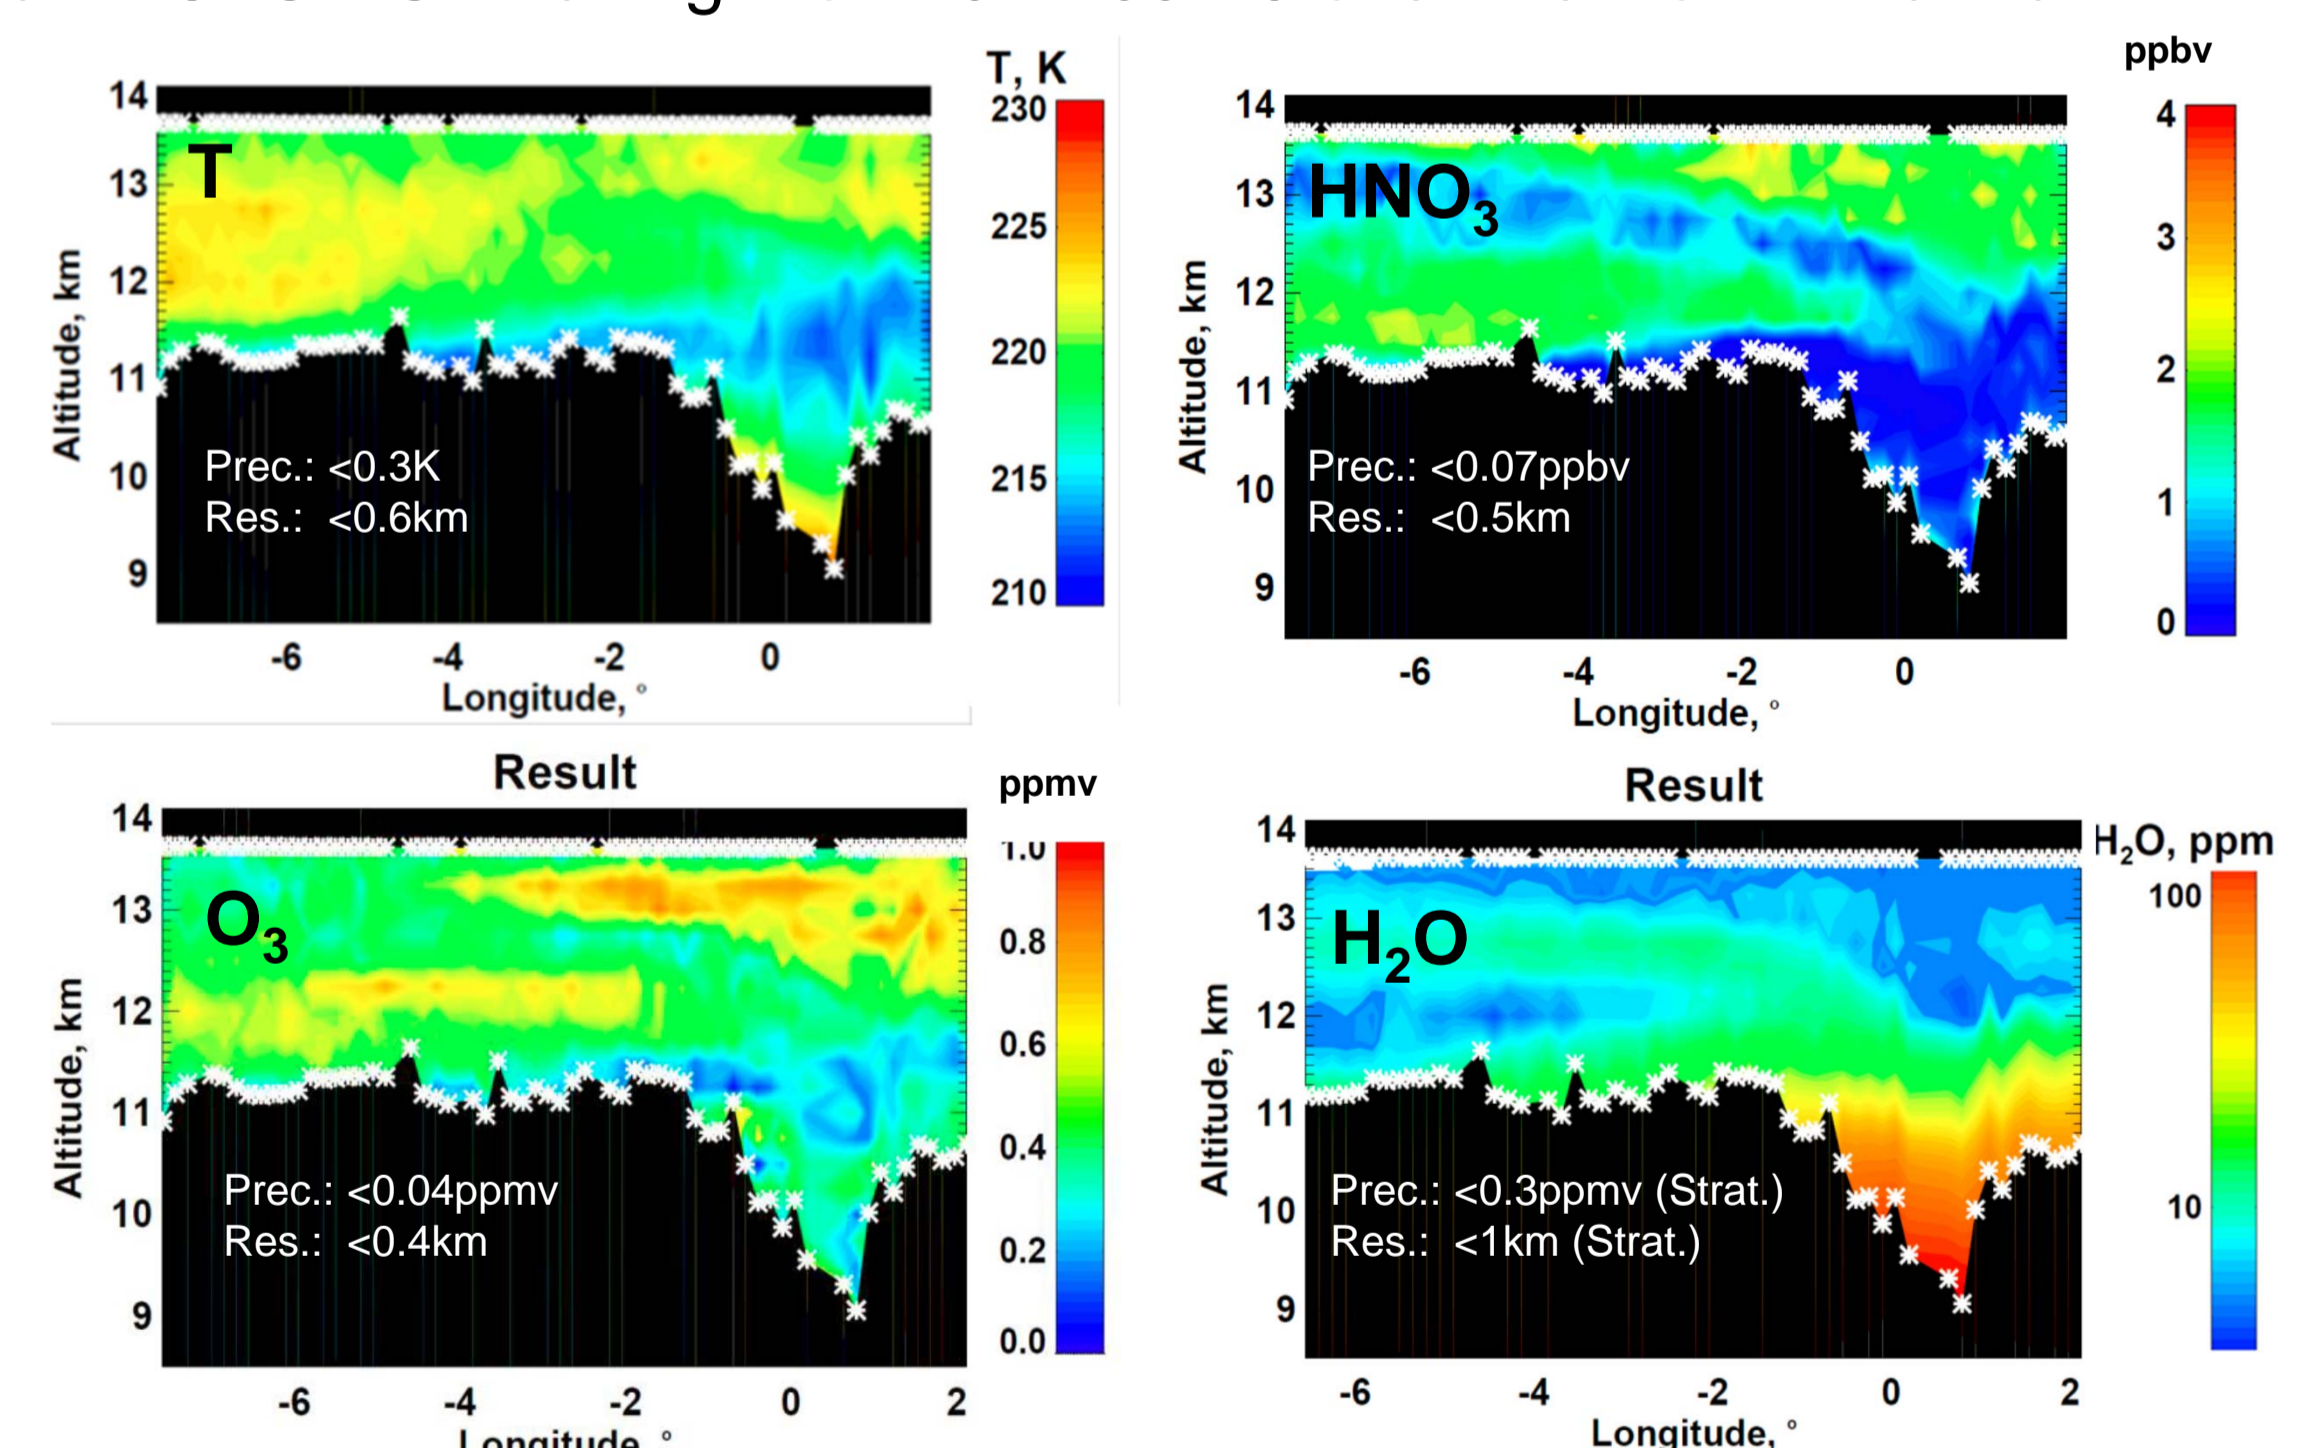 T, K
14
13
12
11
10
9
Altitude, km
T
Prec.: <0.3K
Res.: <0.6km
-6 -4 -2 0
Longitude, °
230
225
220
215
210
ppbv
14
13
12
11
10
9
Altitude, km
HNO3
Prec.: <0.07ppbv
Res.: <0.5km
-6 -4 -2 0
Longitude, °
4
3
2
1
0
Result
ppmv
14
13
12
11
10
9
Altitude, km
O3
Prec.: <0.04ppmv
Res.: <0.4km
-6 -4 -2 0 2
Longitude, °
1.0
0.8
0.6
0.4
0.2
0.0
Result
H2O, ppm
14
13
12
11
10
9
Altitude, km
H2O
Prec.: <0.3ppmv (Strat.)
Res.: <1km (Strat.)
-6 -4 -2 0 2
Longitude, °
100
10